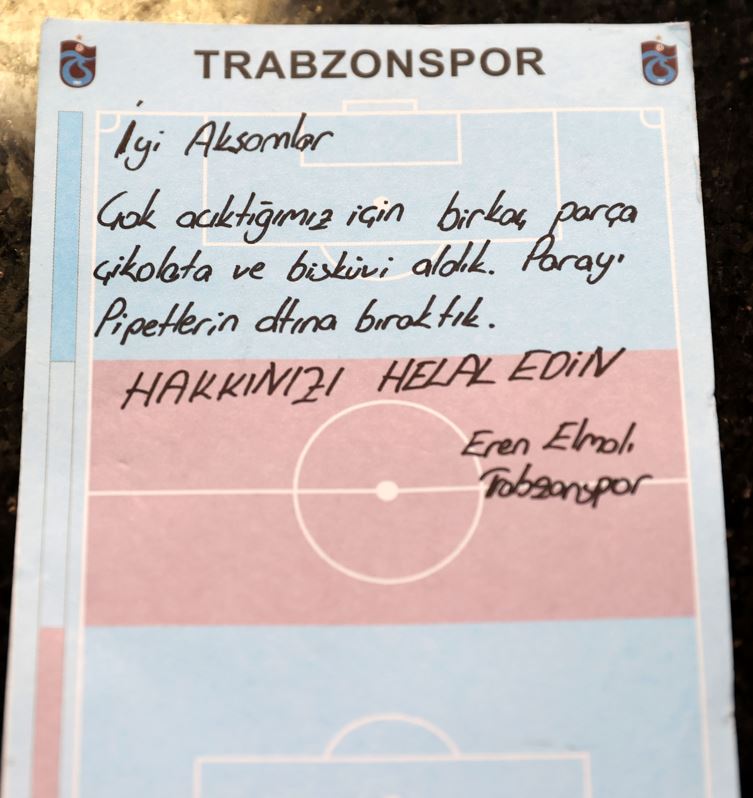 TRABZONSPOR
İyi Akşamlar
Çok acıktığımız için birkaç parça
çikolata ve bisküvi aldık. Parayı
Pipetlerin altına bıraktık.
HAKKINIZI HELAL EDİN
Eren Elmalı
Trabzonspor